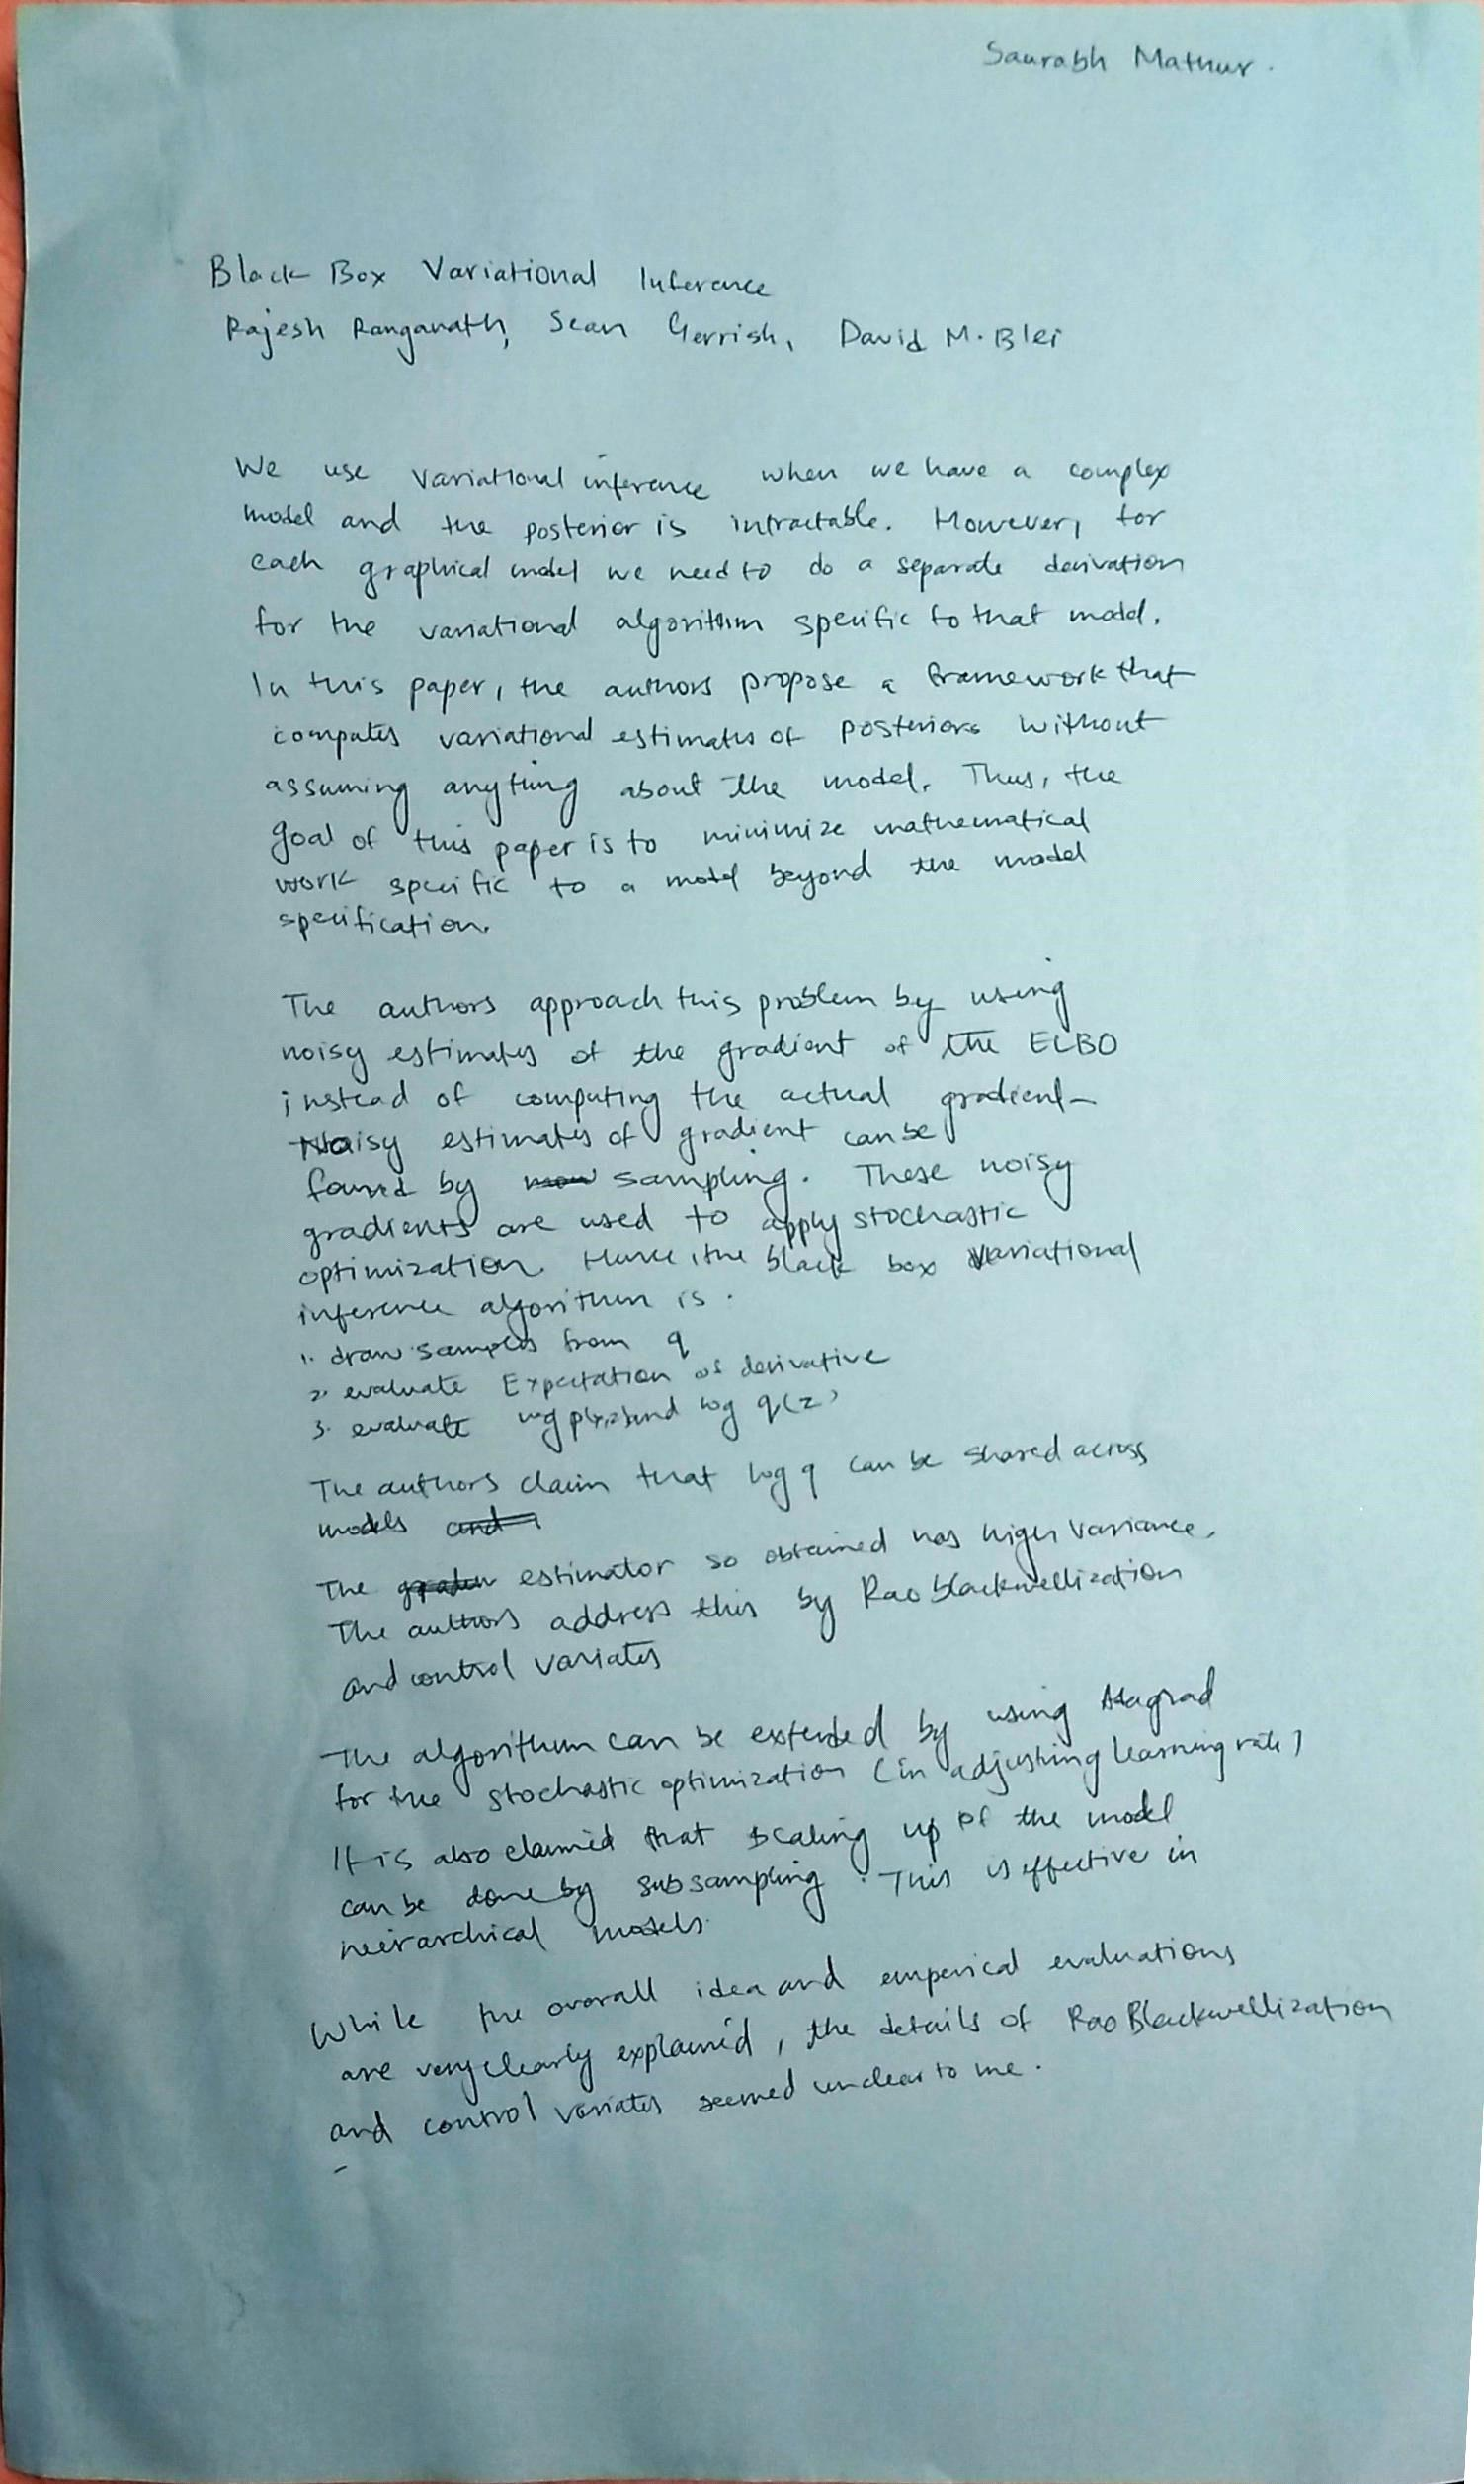 Saurabh Mathur.
Black Box Variational Inference
Rajesh Ranganath, Sean Gerrish, David M. Blei
We use variational inference when we have a complex
model and the posterior is intractable. However, for
each graphical model we need to do a separate derivation
for the variational algorithm specific to that model.
In this paper, the authors propose a framework that
computes variational estimates of posteriors without
assuming anything about the model. Thus, the
goal of this paper is to minimize mathematical
work specific to a model beyond the model
specification.
The authors approach this problem by using
noisy estimates of the gradient of the ELBO
instead of computing the actual gradient
Noisy estimates of gradient can be
found by sampling. These noisy
gradients are used to apply stochastic
optimization. Hence, the black box variational
inference algorithm is.
1. draw samples from q
2. evaluate Expectation of derivative
3. evaluate log p(x,z) and log q(z)
The authors claim that log q can be shared across
models
The estimator so obtained has high variance.
The authors address this by Rao blackwellization
and control variates
The algorithm can be extended by using Adagrad
for the stochastic optimization (in adjusting learning rate)
It is also claimed that scaling up of the model
can be done by subsampling. This is effective in
heirarchical models.
While the overall idea and emperical evaluations
are very clearly explained, the details of Rao Blackwellization
and control variates seemed unclear to me.